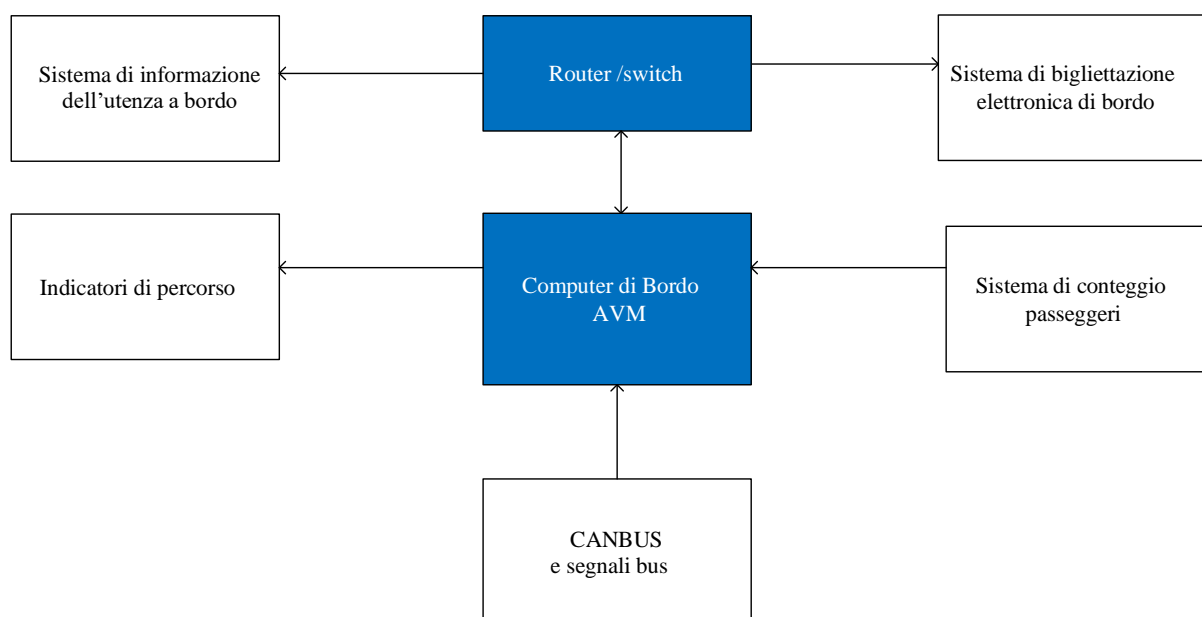 Sistema di informazione
dell'utenza a bordo
Router /switch
Sistema di bigliettazione
elettronica di bordo
Indicatori di percorso
Computer di Bordo
AVM
Sistema di conteggio
passeggeri
CANBUS
e segnali bus